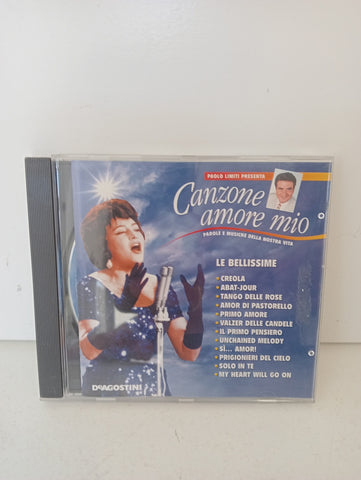 PAOLO LIMITI PRESENTA
Canzone
amore mio
PAROLE E MUSICHE DELLA NOSTRA VITA
LE BELLISSIME
• CREOLA
• ABAT-JOUR
• TANGO DELLE ROSE
• AMOR DI PASTORELLO
• PRIMO AMORE
• VALZER DELLE CANDELE
• IL PRIMO PENSIERO
• UNCHAINED MELODY
• SÌ... AMOR!
• PRIGIONIERI DEL CIELO
• SOLO IN TE
• MY HEART WILL GO ON
DeAGOSTINI